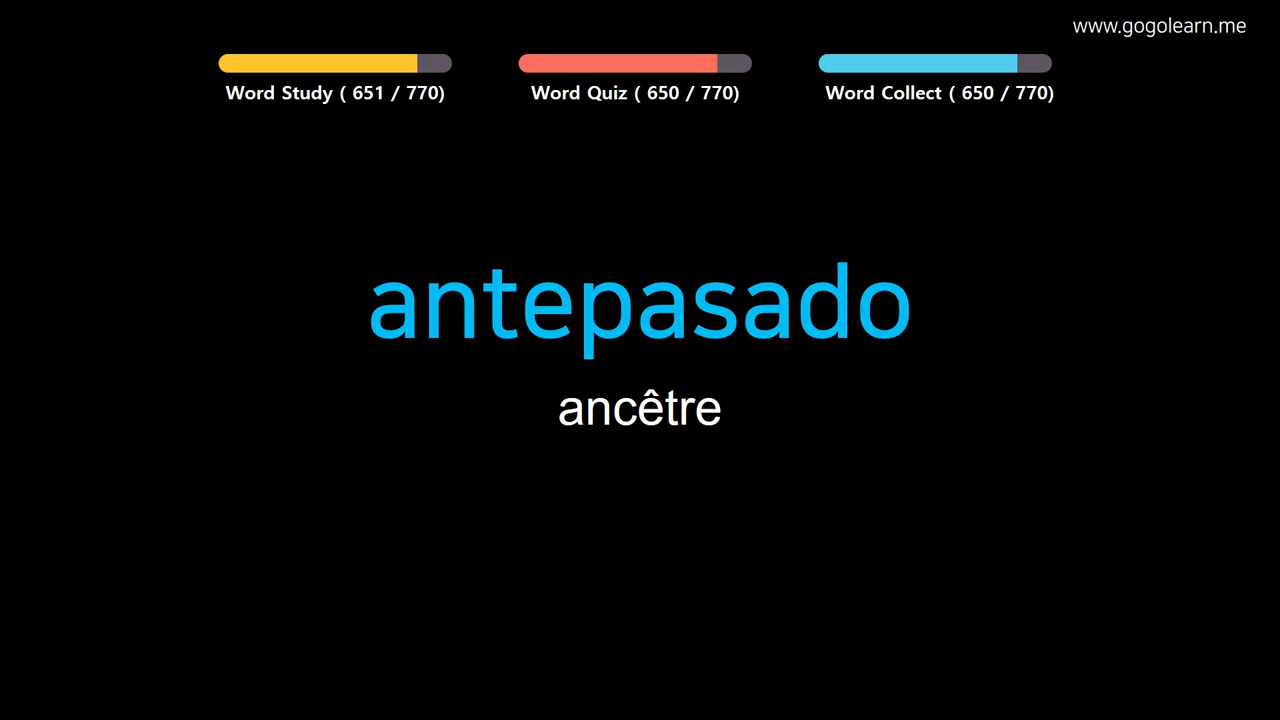 www.gogolearn.me
Word Study ( 651 / 770)
Word Quiz ( 650 / 770)
Word Collect ( 650 / 770)
antepasado
ancêtre